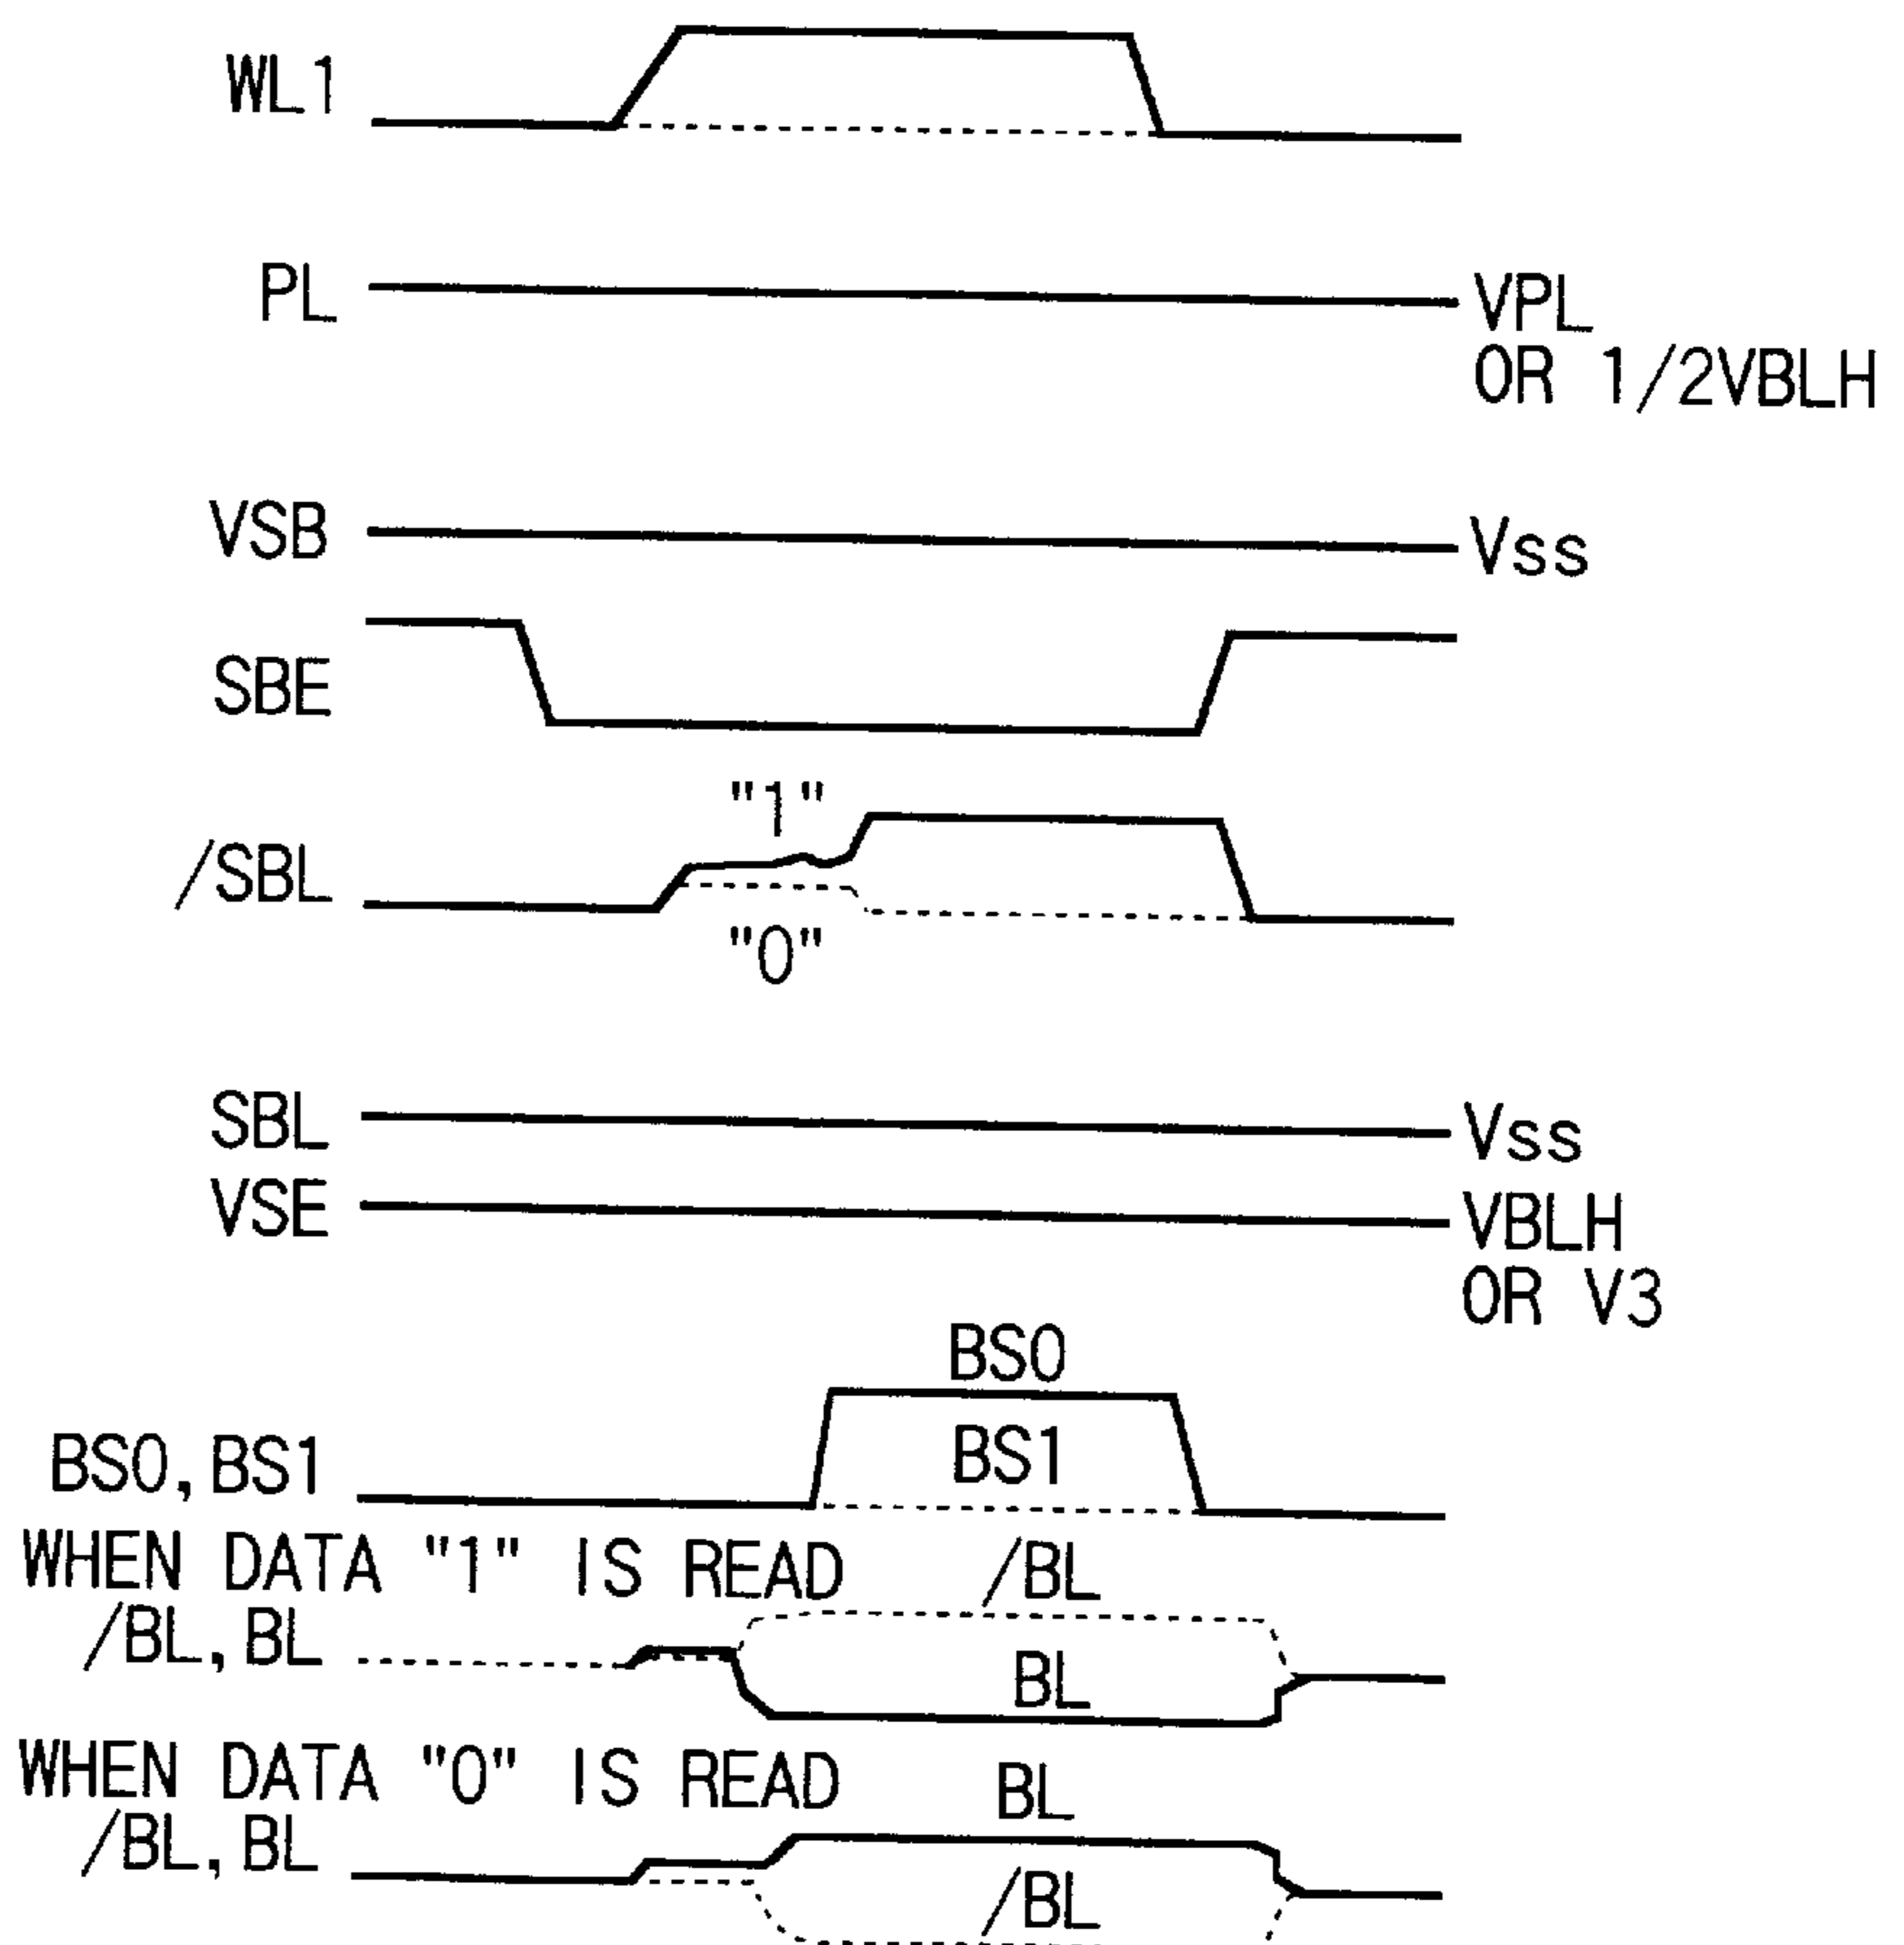 WL1
PL
VPL
OR 1/2VBLH
VSB
Vss
SBE
"1"
/SBL
"0"
SBL
Vss
VSE
VBLH
OR V3
BS0
BS1
BS0, BS1
WHEN DATA "1" IS READ
/BL
/BL, BL
BL
WHEN DATA "0" IS READ
BL
/BL, BL
/BL